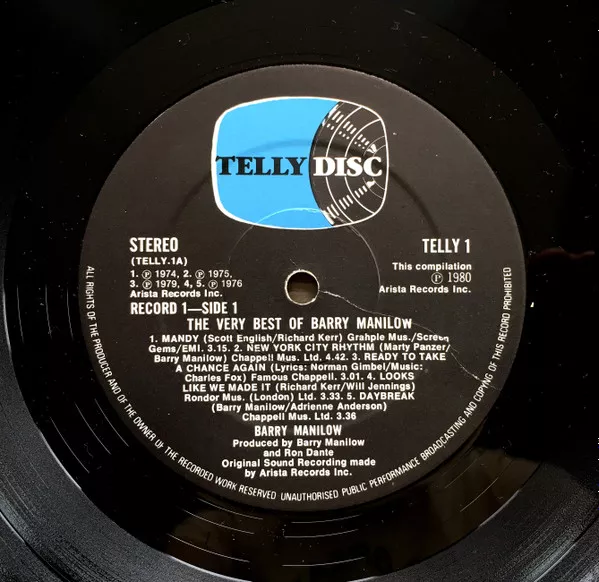 TELLY DISC
STEREO
(TELLY.1A)
1. ℗ 1974, 2. ℗ 1975,
3. ℗ 1979, 4, 5. ℗ 1976
Arista Records Inc.
TELLY 1
This compilation
℗ 1980
Arista Records Inc.
RECORD 1—SIDE 1
THE VERY BEST OF BARRY MANILOW
1. MANDY (Scott English/Richard Kerr) Grahple Mus./Screen
Gems/EMI. 3.15. 2. NEW YORK CITY RHYTHM (Marty Panzer/
Barry Manilow) Chappell Mus. Ltd. 4.42. 3. READY TO TAKE
A CHANCE AGAIN (Lyrics: Norman Gimbel/Music:
Charles Fox) Famous Chappell. 3.01. 4. LOOKS
LIKE WE MADE IT (Richard Kerr/Will Jennings)
Rondor Mus. (London) Ltd. 3.33. 5. DAYBREAK
(Barry Manilow/Adrienne Anderson)
Chappell Mus. Ltd. 3.36
BARRY MANILOW
Produced by Barry Manilow
and Ron Dante
Original Sound Recording made
by Arista Records Inc.
ALL RIGHTS OF THE PRODUCER AND OF THE OWNER OF THE RECORDED WORK RESERVED UNAUTHORISED PUBLIC PERFORMANCE BROADCASTING AND COPYING OF THIS RECORD PROHIBITED